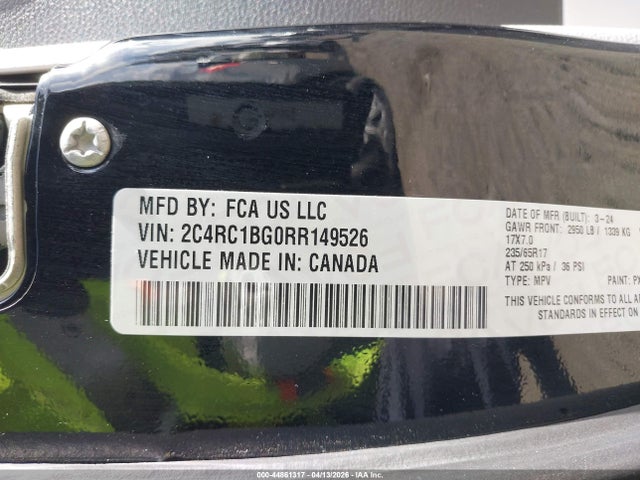 MFD BY: FCA US LLC
VIN: 2C4RC1BG0RR149526
VEHICLE MADE IN: CANADA
DATE OF MFR (BUILT): 3-24
GAWR FRONT: 2950 LB / 1339 KG
17X7.0
235/65R17
AT 250 kPa / 36 PSI
TYPE: MPV PAINT: PX
THIS VEHICLE CONFORMS TO ALL
STANDARDS IN EFFECT ON
000-44861317 - 04/13/2026 - IAAI, Inc.